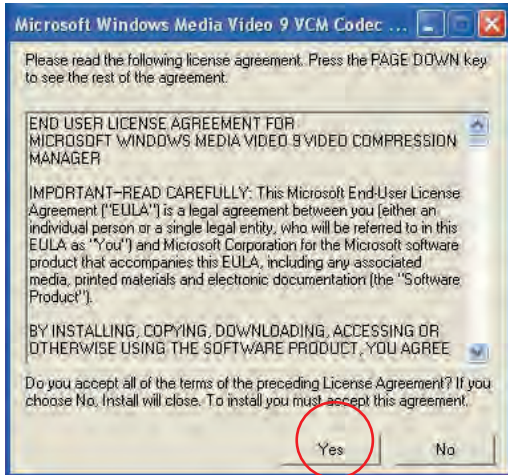 Microsoft Windows Media Video 9 VCM Codec ...
Please read the following license agreement. Press the PAGE DOWN key
to see the rest of the agreement.
END USER LICENSE AGREEMENT FOR
MICROSOFT WINDOWS MEDIA VIDEO 9 VIDEO COMPRESSION
MANAGER
IMPORTANT-READ CAREFULLY: This Microsoft End-User License
Agreement ("EULA") is a legal agreement between you (either an
individual person or a single legal entity, who will be referred to in this
EULA as "You") and Microsoft Corporation for the Microsoft software
product that accompanies this EULA, including any associated
media, printed materials and electronic documentation (the "Software
Product").
BY INSTALLING, COPYING, DOWNLOADING, ACCESSING OR
OTHERWISE USING THE SOFTWARE PRODUCT, YOU AGREE
Do you accept all of the terms of the preceding License Agreement? If you
choose No, Install will close. To install you must accept this agreement.
Yes
No